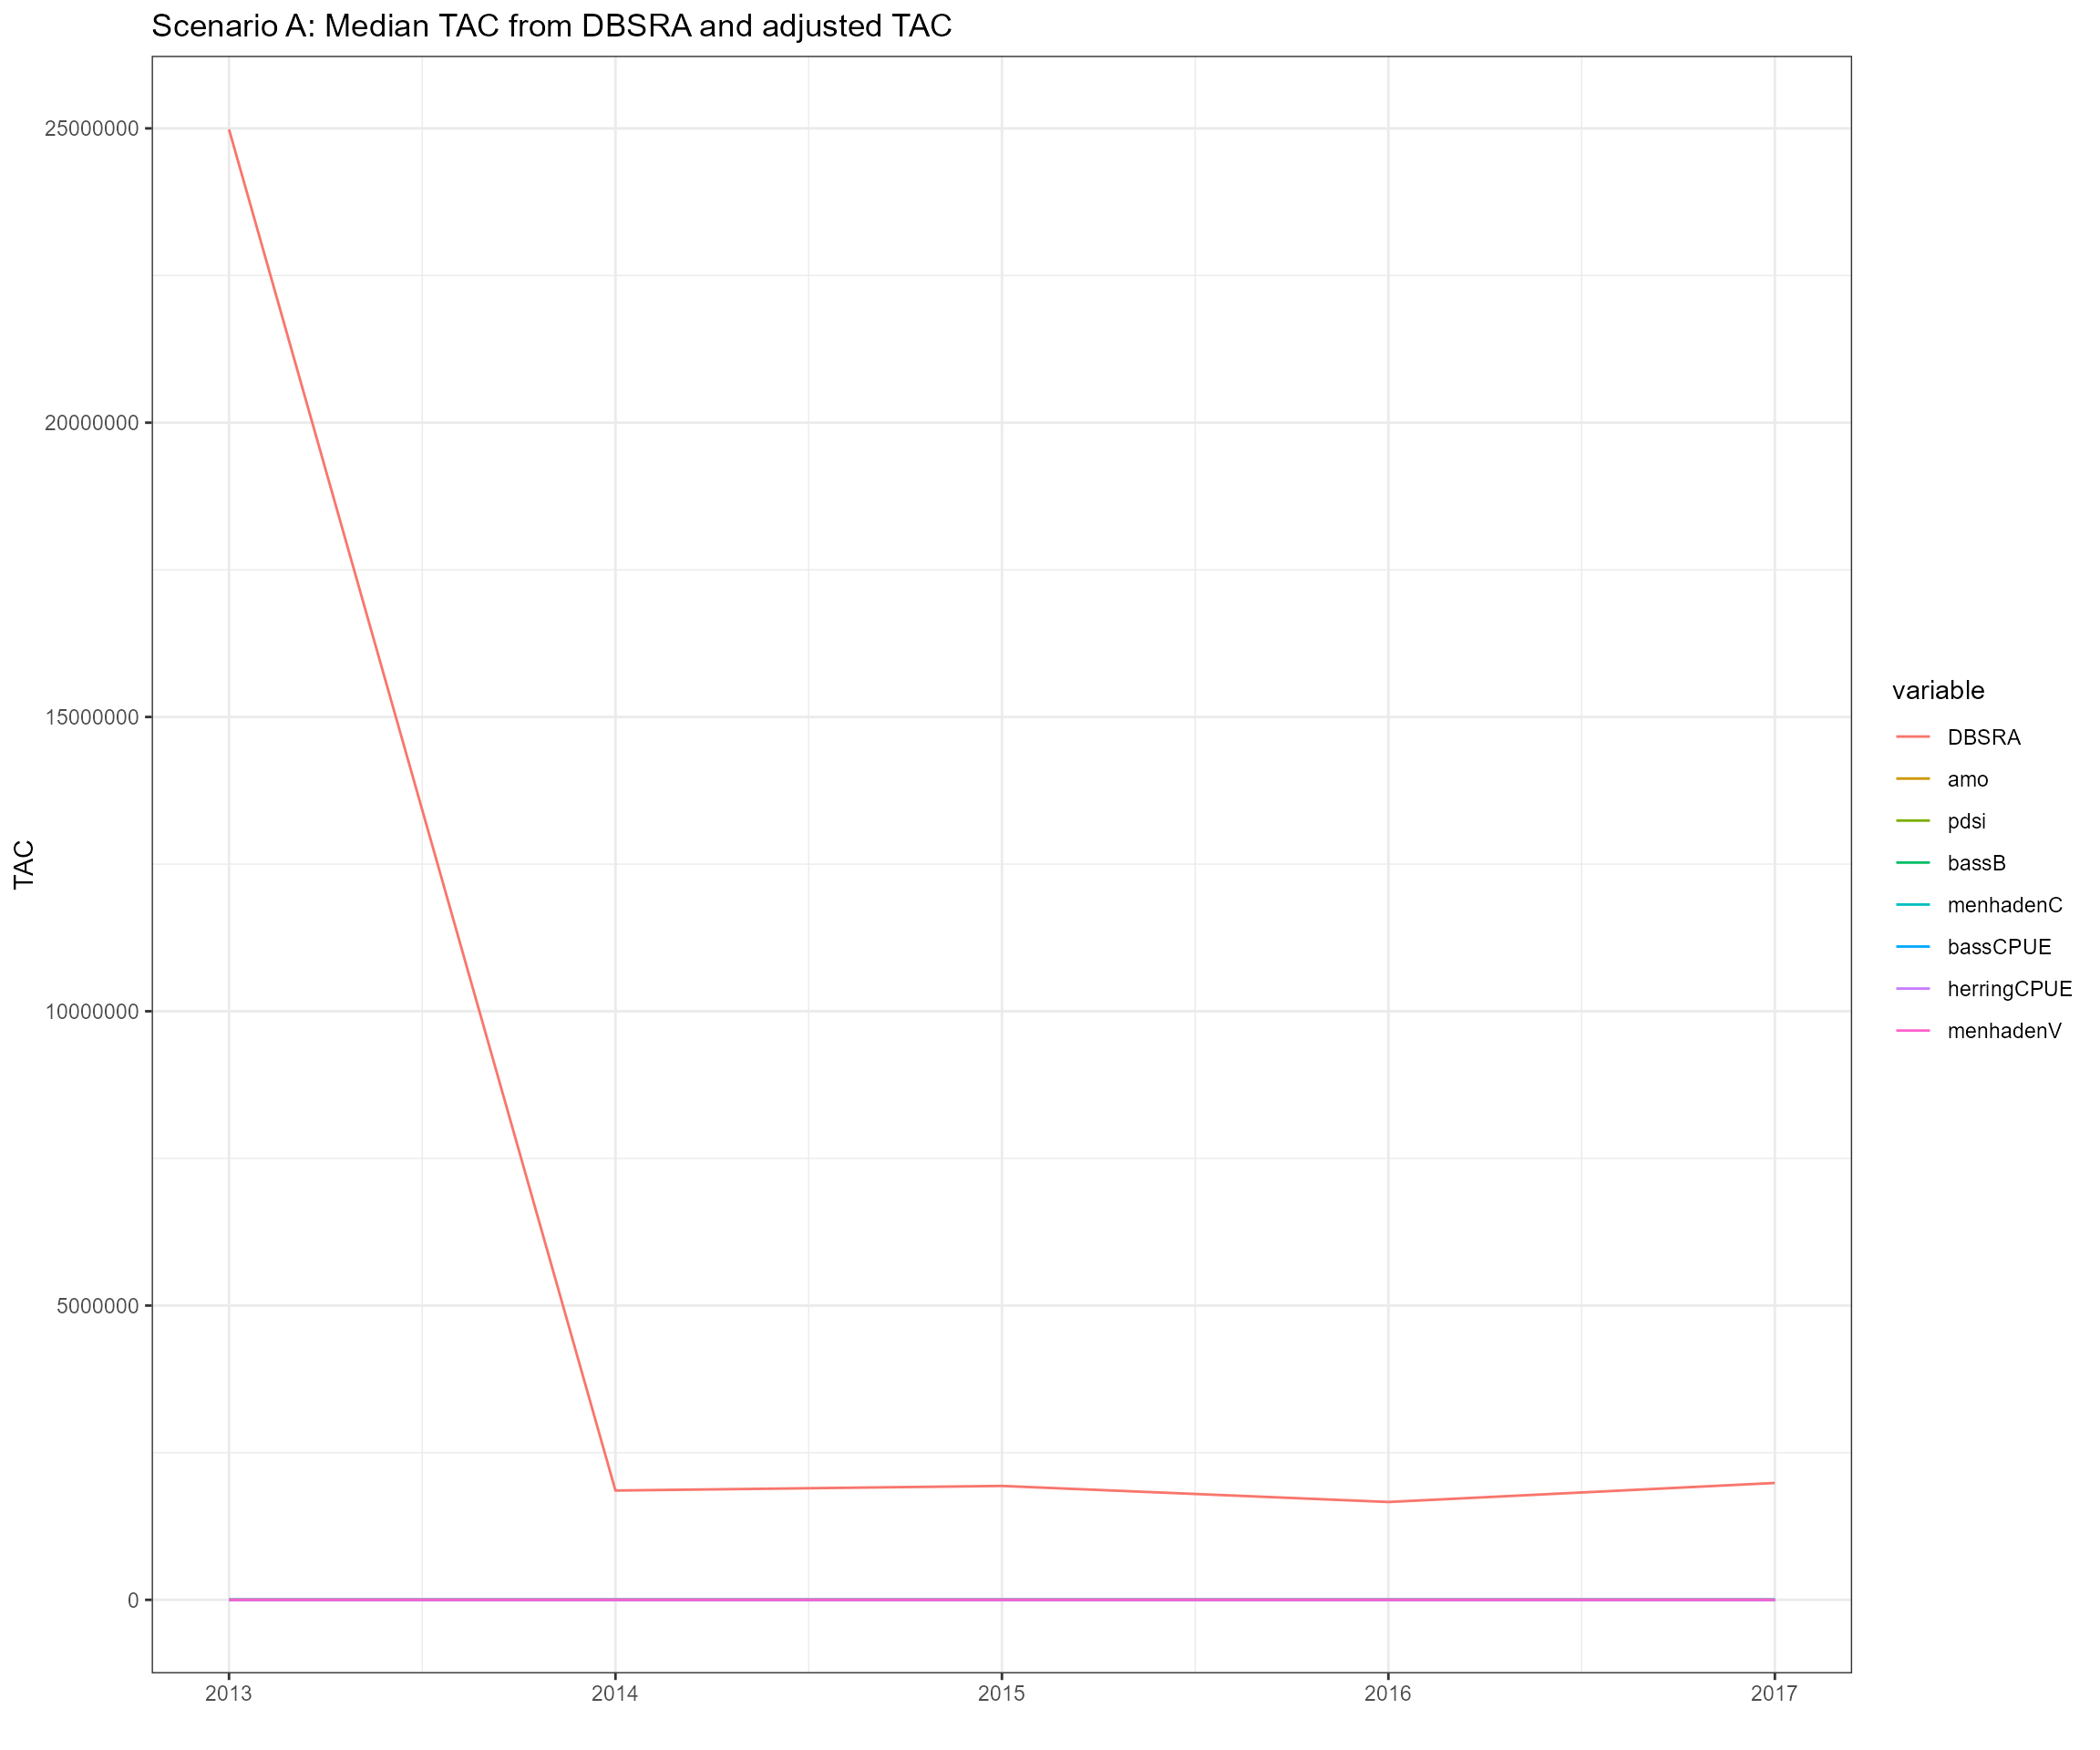 Scenario A: Median TAC from DBSRA and adjusted TAC
25000000
20000000
15000000
10000000
5000000
0
TAC
2013
2014
2015
2016
2017
variable
DBSRA
amo
pdsi
bassB
menhadenC
bassCPUE
herringCPUE
menhadenV